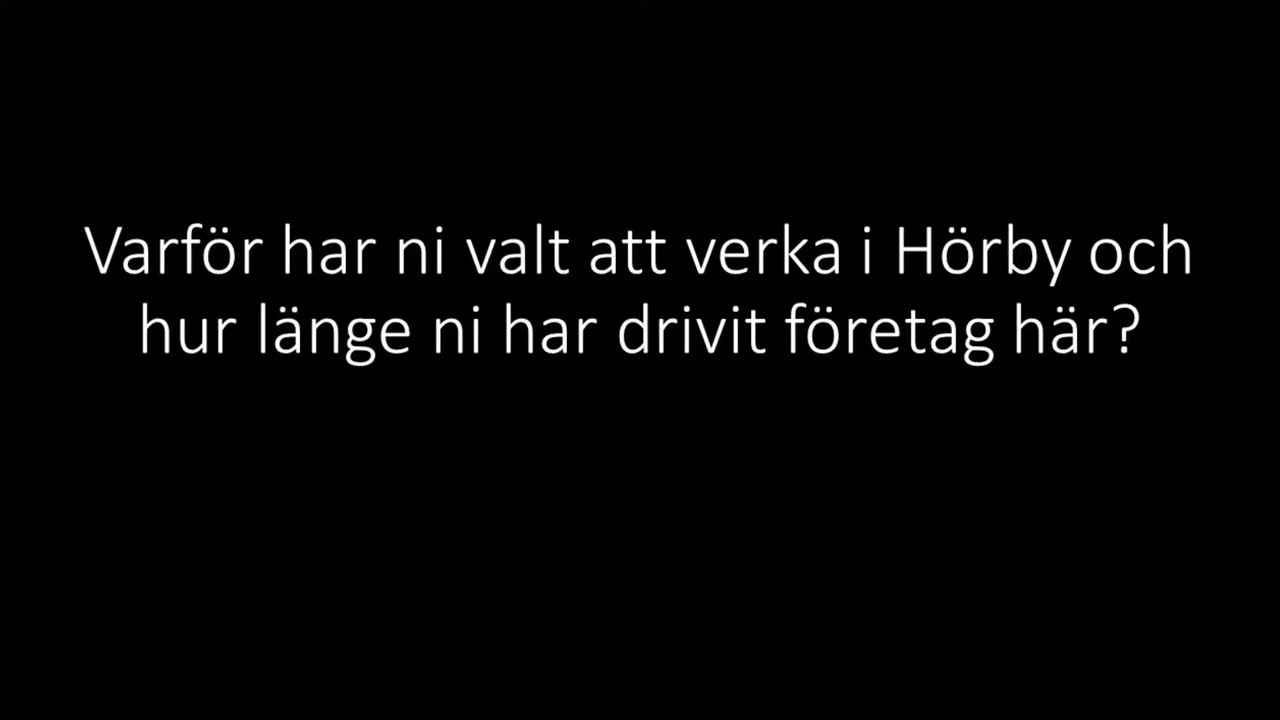 Varför har ni valt att verka i Hörby och
hur länge ni har drivit företag här?